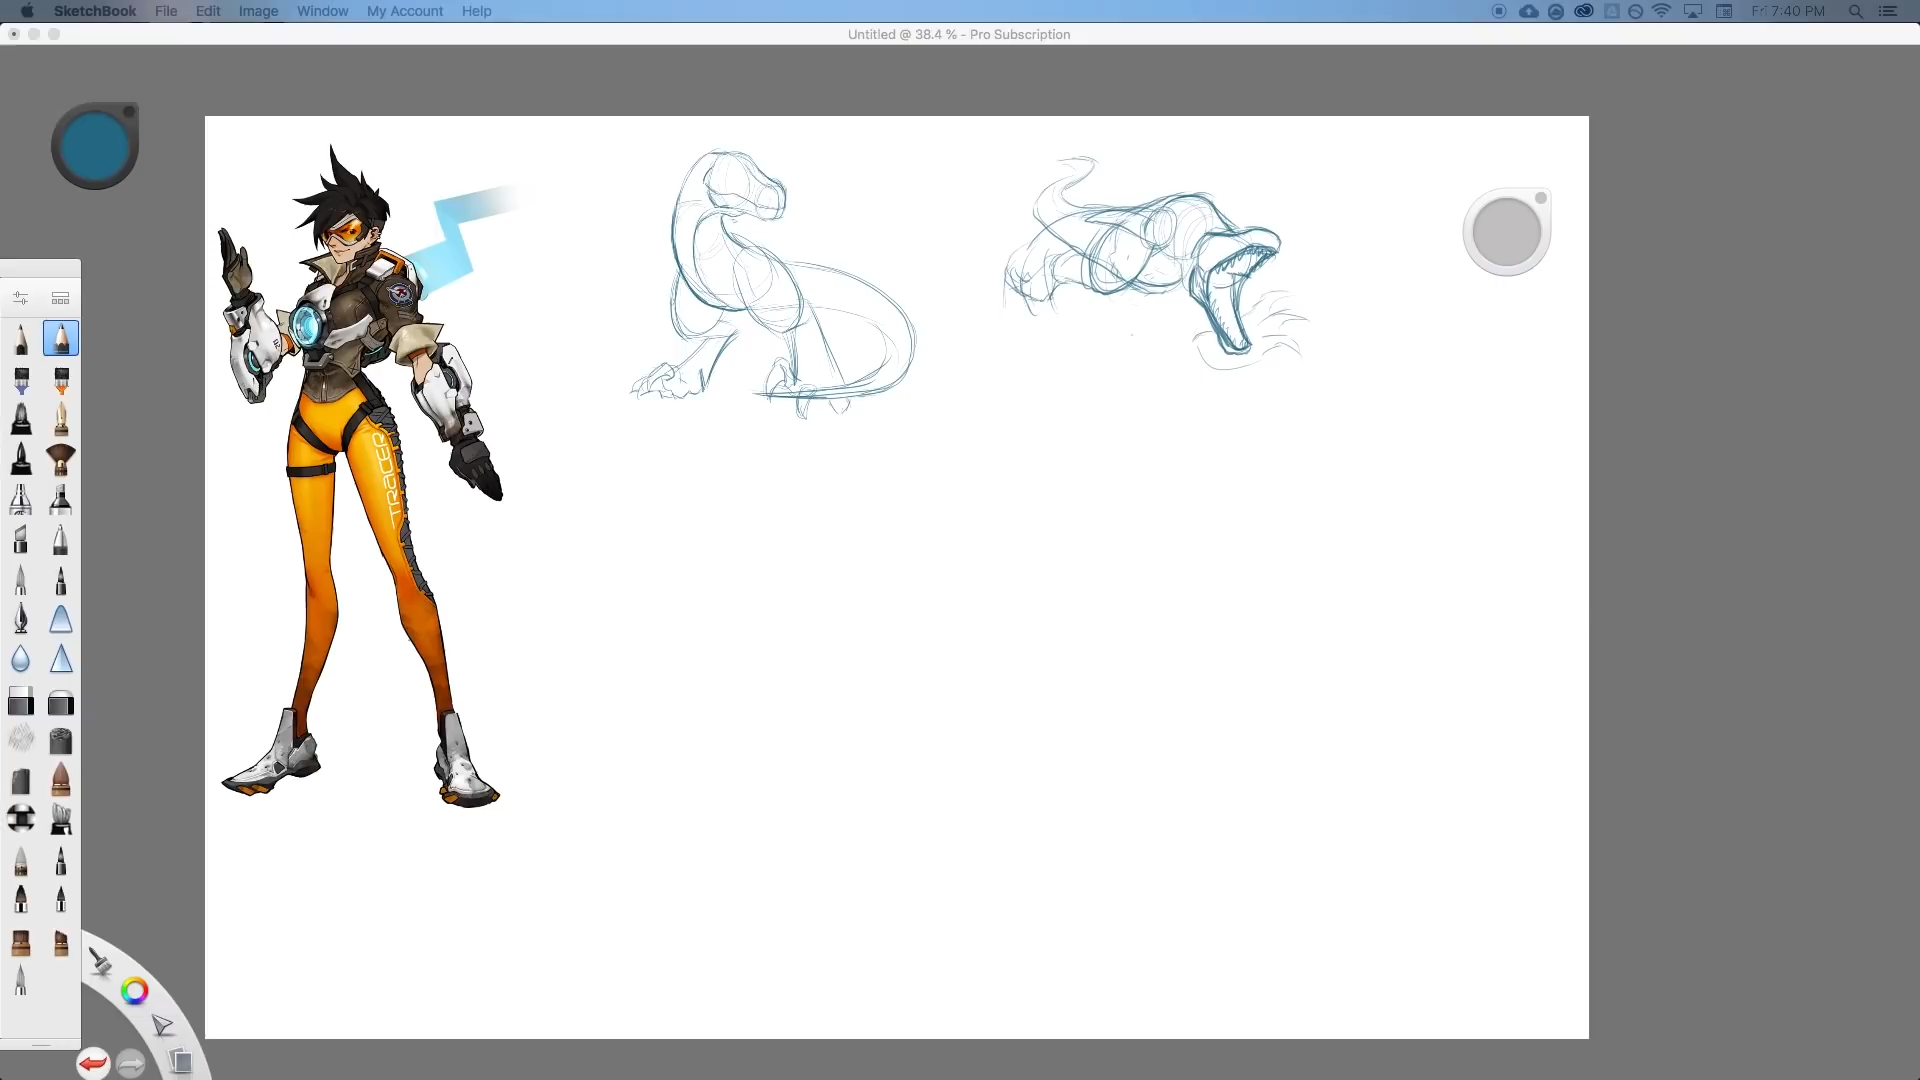 SketchBook File Edit Image Window My Account Help Fri 7:40 PM
Untitled @ 38.4 % - Pro Subscription
TRACER